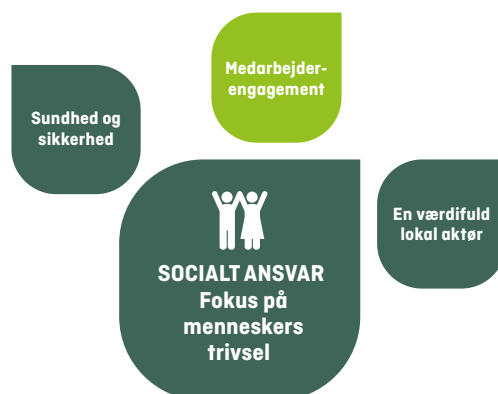 Medarbejder-
engagement
Sundhed og
sikkerhed
En værdifuld
lokal aktør
SOCIALT ANSVAR
Fokus på
menneskers
trivsel